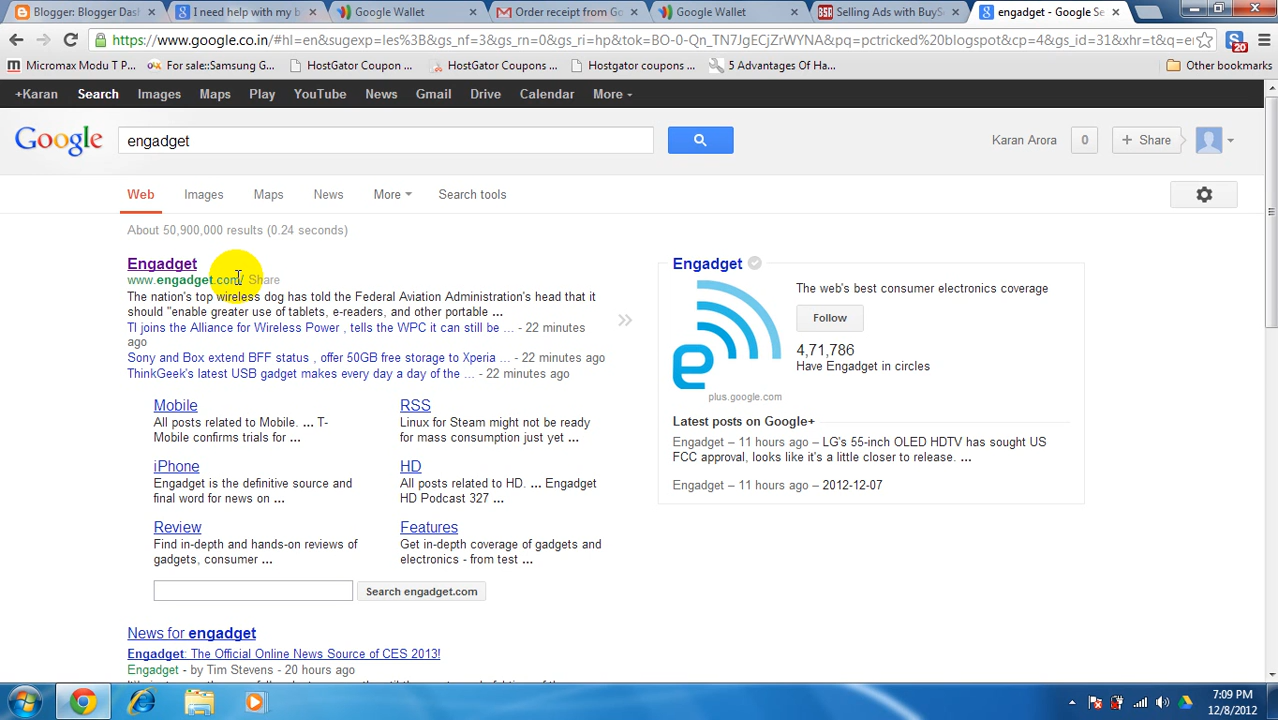 Blogger: Blogger Das
I need help with my b
Google Wallet
Order receipt from Go
Google Wallet
Selling Ads with BuyS
engadget - Google Se
https://www.google.co.in/#hl=en&sugexp=les%3B&gs_nf=3&gs_rn=0&gs_ri=hp&tok=BO-0-Qn_TN7JgECjZrWYNA&pq=pctricked%20blogspot&cp=4&gs_id=31&xhr=t&q=e
20
Micromax Modu T P...
For sale::Samsung G...
HostGator Coupon ...
HostGator Coupon ...
Hostgator coupons ...
5 Advantages Of Ha...
Other bookmarks
+Karan Search Images Maps Play YouTube News Gmail Drive Calendar More
Google
engadget
Karan Arora
0
+ Share
Web Images Maps News More Search tools
About 50,900,000 results (0.24 seconds)
Engadget
www.engadget.com/ Share
The nation's top wireless dog has told the Federal Aviation Administration's head that it
should "enable greater use of tablets, e-readers, and other portable ...
TI joins the Alliance for Wireless Power , tells the WPC it can still be ... - 22 minutes
ago
Sony and Box extend BFF status , offer 50GB free storage to Xperia ... - 22 minutes ago
ThinkGeek's latest USB gadget makes every day a day of the ... - 22 minutes ago
Mobile
All posts related to Mobile. ... T-
Mobile confirms trials for ...
RSS
Linux for Steam might not be ready
for mass consumption just yet ...
iPhone
Engadget is the definitive source and
final word for news on ...
HD
All posts related to HD. ... Engadget
HD Podcast 327 ...
Review
Find in-depth and hands-on reviews of
gadgets, consumer ...
Features
Get in-depth coverage of gadgets and
electronics - from test ...
Search engadget.com
News for engadget
Engadget: The Official Online News Source of CES 2013!
Engadget - by Tim Stevens - 20 hours ago
Engadget
The web's best consumer electronics coverage
Follow
4,71,786
Have Engadget in circles
e
plus.google.com
Latest posts on Google+
Engadget – 11 hours ago – LG's 55-inch OLED HDTV has sought US
FCC approval, looks like it's a little closer to release. ...
Engadget – 11 hours ago – 2012-12-07
7:09 PM
12/8/2012